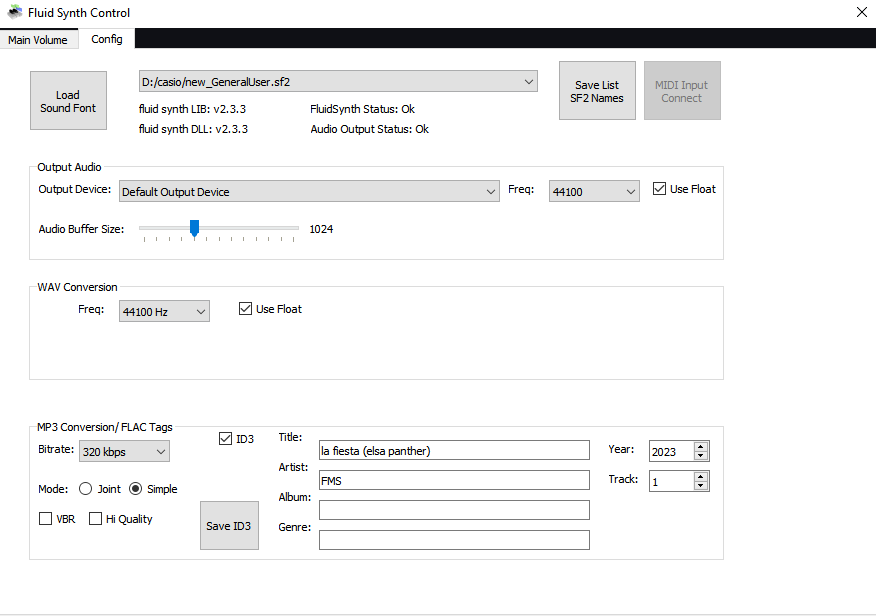 Fluid Synth Control
Main Volume
Config
Load
Sound Font
D:/casio/new_GeneralUser.sf2
Save List
SF2 Names
MIDI Input
Connect
fluid synth LIB: v2.3.3
FluidSynth Status: Ok
fluid synth DLL: v2.3.3
Audio Output Status: Ok
Output Audio
Output Device:
Default Output Device
Freq:
44100
Use Float
Audio Buffer Size:
1024
WAV Conversion
Freq:
44100 Hz
Use Float
MP3 Conversion/ FLAC Tags
Bitrate:
320 kbps
ID3
Title:
la fiesta (elsa panther)
Year:
2023
Artist:
FMS
Track:
1
Mode:
Joint
Simple
Album:
VBR
Hi Quality
Save ID3
Genre: